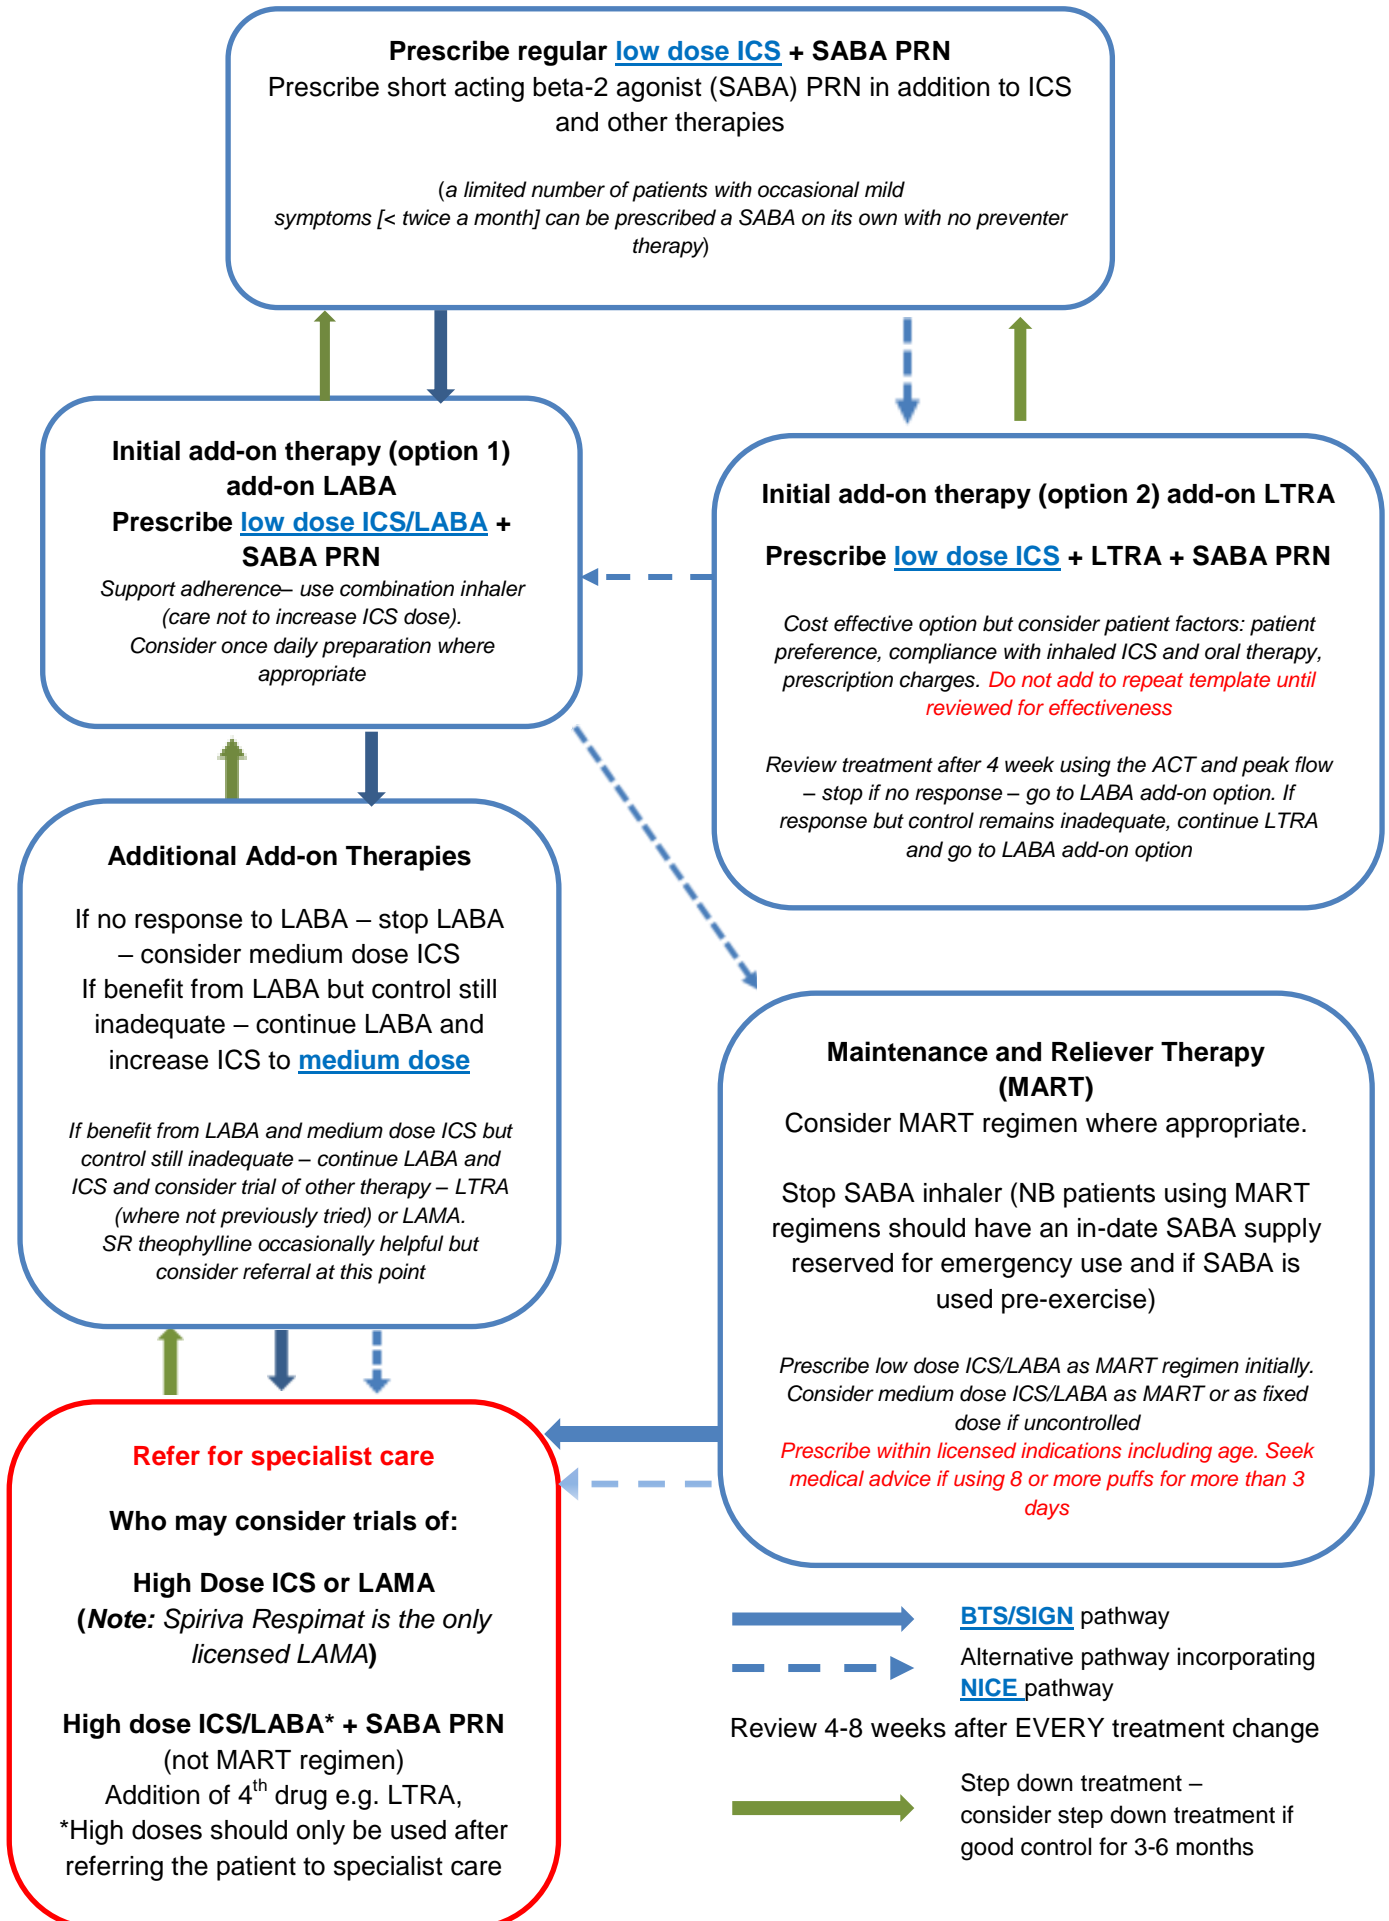 Prescribe regular low dose ICS + SABA PRN
Prescribe short acting beta-2 agonist (SABA) PRN in addition to ICS
and other therapies
(a limited number of patients with occasional mild
symptoms [< twice a month] can be prescribed a SABA on its own with no preventer
therapy)
Initial add-on therapy (option 1)
add-on LABA
Prescribe low dose ICS/LABA +
SABA PRN
Support adherence– use combination inhaler
(care not to increase ICS dose).
Consider once daily preparation where
appropriate
Initial add-on therapy (option 2) add-on LTRA
Prescribe low dose ICS + LTRA + SABA PRN
Cost effective option but consider patient factors: patient
preference, compliance with inhaled ICS and oral therapy,
prescription charges. Do not add to repeat template until
reviewed for effectiveness
Review treatment after 4 week using the ACT and peak flow
– stop if no response – go to LABA add-on option. If
response but control remains inadequate, continue LTRA
and go to LABA add-on option
Additional Add-on Therapies
If no response to LABA – stop LABA
– consider medium dose ICS
If benefit from LABA but control still
inadequate – continue LABA and
increase ICS to medium dose
If benefit from LABA and medium dose ICS but
control still inadequate – continue LABA and
ICS and consider trial of other therapy – LTRA
(where not previously tried) or LAMA.
SR theophylline occasionally helpful but
consider referral at this point
Maintenance and Reliever Therapy
(MART)
Consider MART regimen where appropriate.
Stop SABA inhaler (NB patients using MART
regimens should have an in-date SABA supply
reserved for emergency use and if SABA is
used pre-exercise)
Prescribe low dose ICS/LABA as MART regimen initially.
Consider medium dose ICS/LABA as MART or as fixed
dose if uncontrolled
Prescribe within licensed indications including age. Seek
medical advice if using 8 or more puffs for more than 3
days
Refer for specialist care
Who may consider trials of:
High Dose ICS or LAMA
(Note: Spiriva Respimat is the only
licensed LAMA)
High dose ICS/LABA* + SABA PRN
(not MART regimen)
Addition of 4th drug e.g. LTRA,
*High doses should only be used after
referring the patient to specialist care
BTS/SIGN pathway
Alternative pathway incorporating
NICE pathway
Review 4-8 weeks after EVERY treatment change
Step down treatment –
consider step down treatment if
good control for 3-6 months